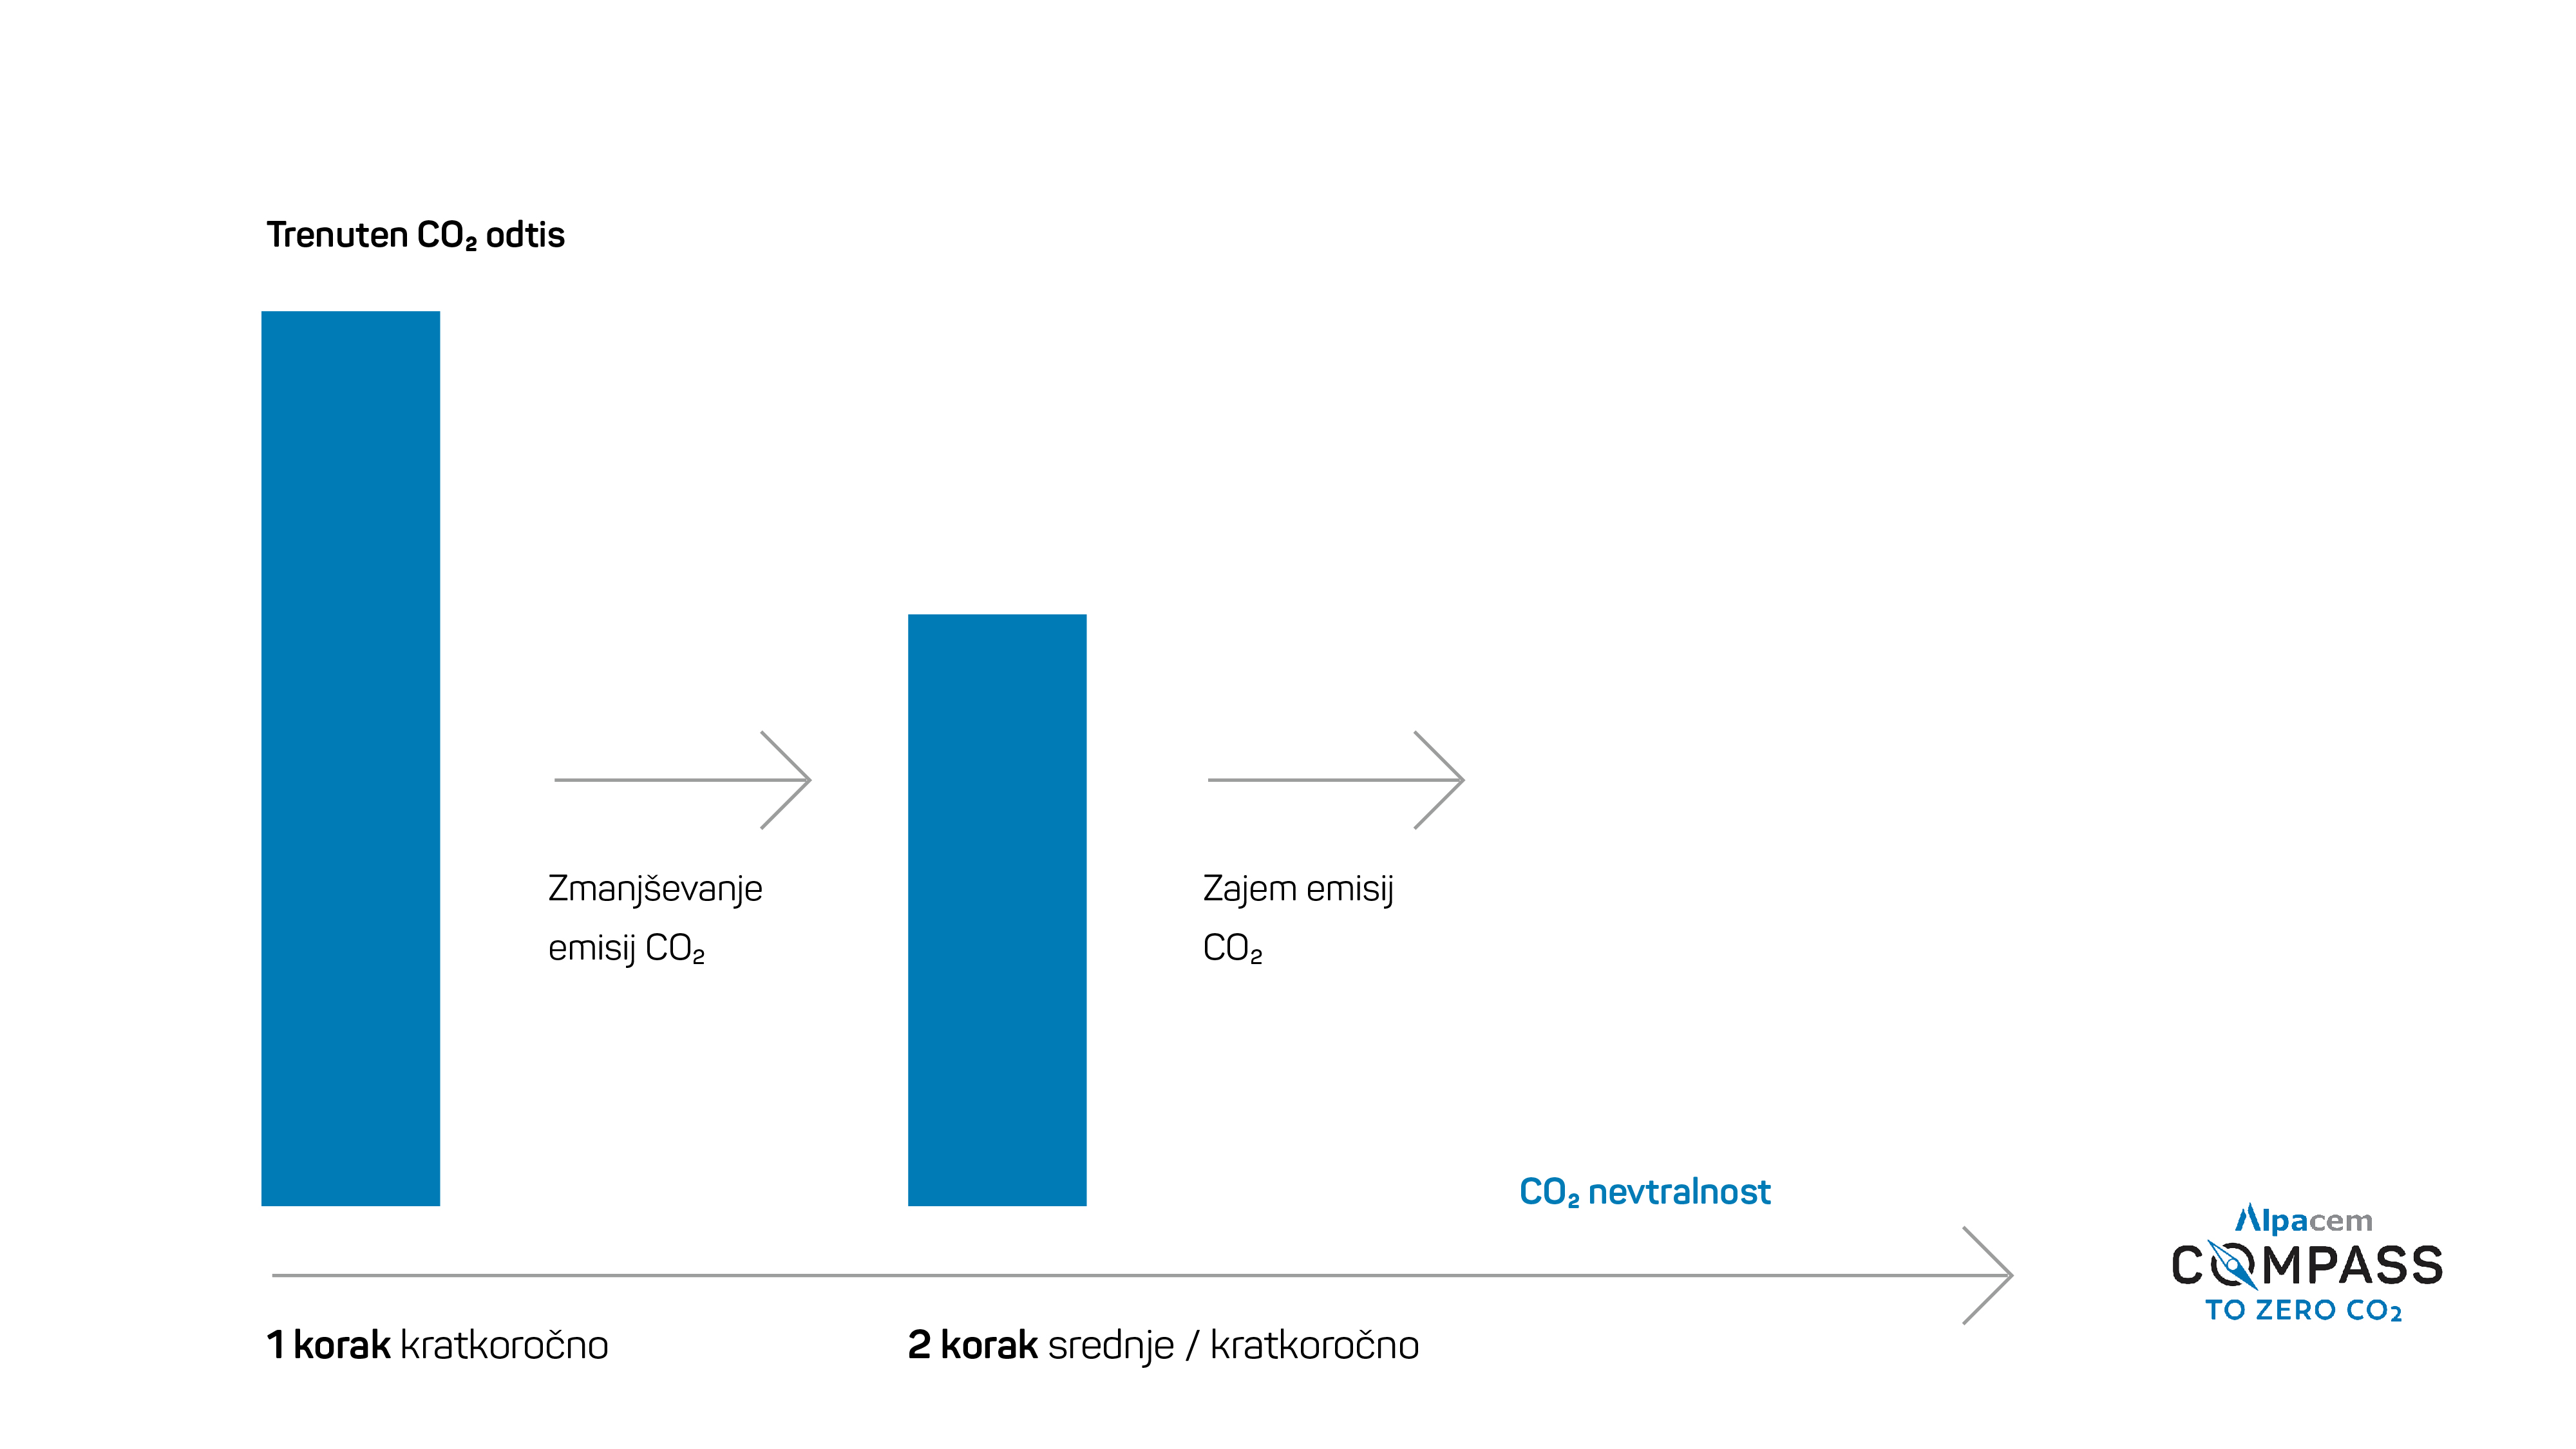 Trenuten CO₂ odtis
Zmanjševanje
emisij CO₂
Zajem emisij
CO₂
CO₂ nevtralnost
1 korak kratkoročno
2 korak srednje / kratkoročno
Alpacem
COMPASS
TO ZERO CO₂